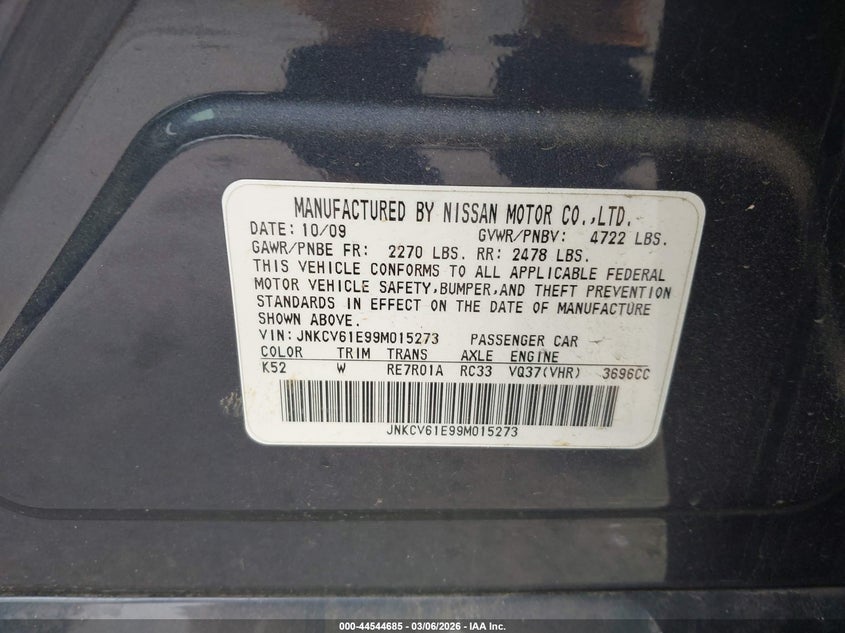 MANUFACTURED BY NISSAN MOTOR CO.,LTD.
DATE: 10/09 GVWR/PNBV: 4722 LBS.
GAWR/PNBE FR: 2270 LBS. RR: 2478 LBS.
THIS VEHICLE CONFORMS TO ALL APPLICABLE FEDERAL
MOTOR VEHICLE SAFETY,BUMPER,AND THEFT PREVENTION
STANDARDS IN EFFECT ON THE DATE OF MANUFACTURE
SHOWN ABOVE.
VIN: JNKCV61E99M015273 PASSENGER CAR
COLOR TRIM TRANS AXLE ENGINE
K52 W RE7R01A RC33 VQ37(VHR) 3696CC
JNKCV61E99M015273
000-44544685 - 03/06/2026 - IAA Inc.